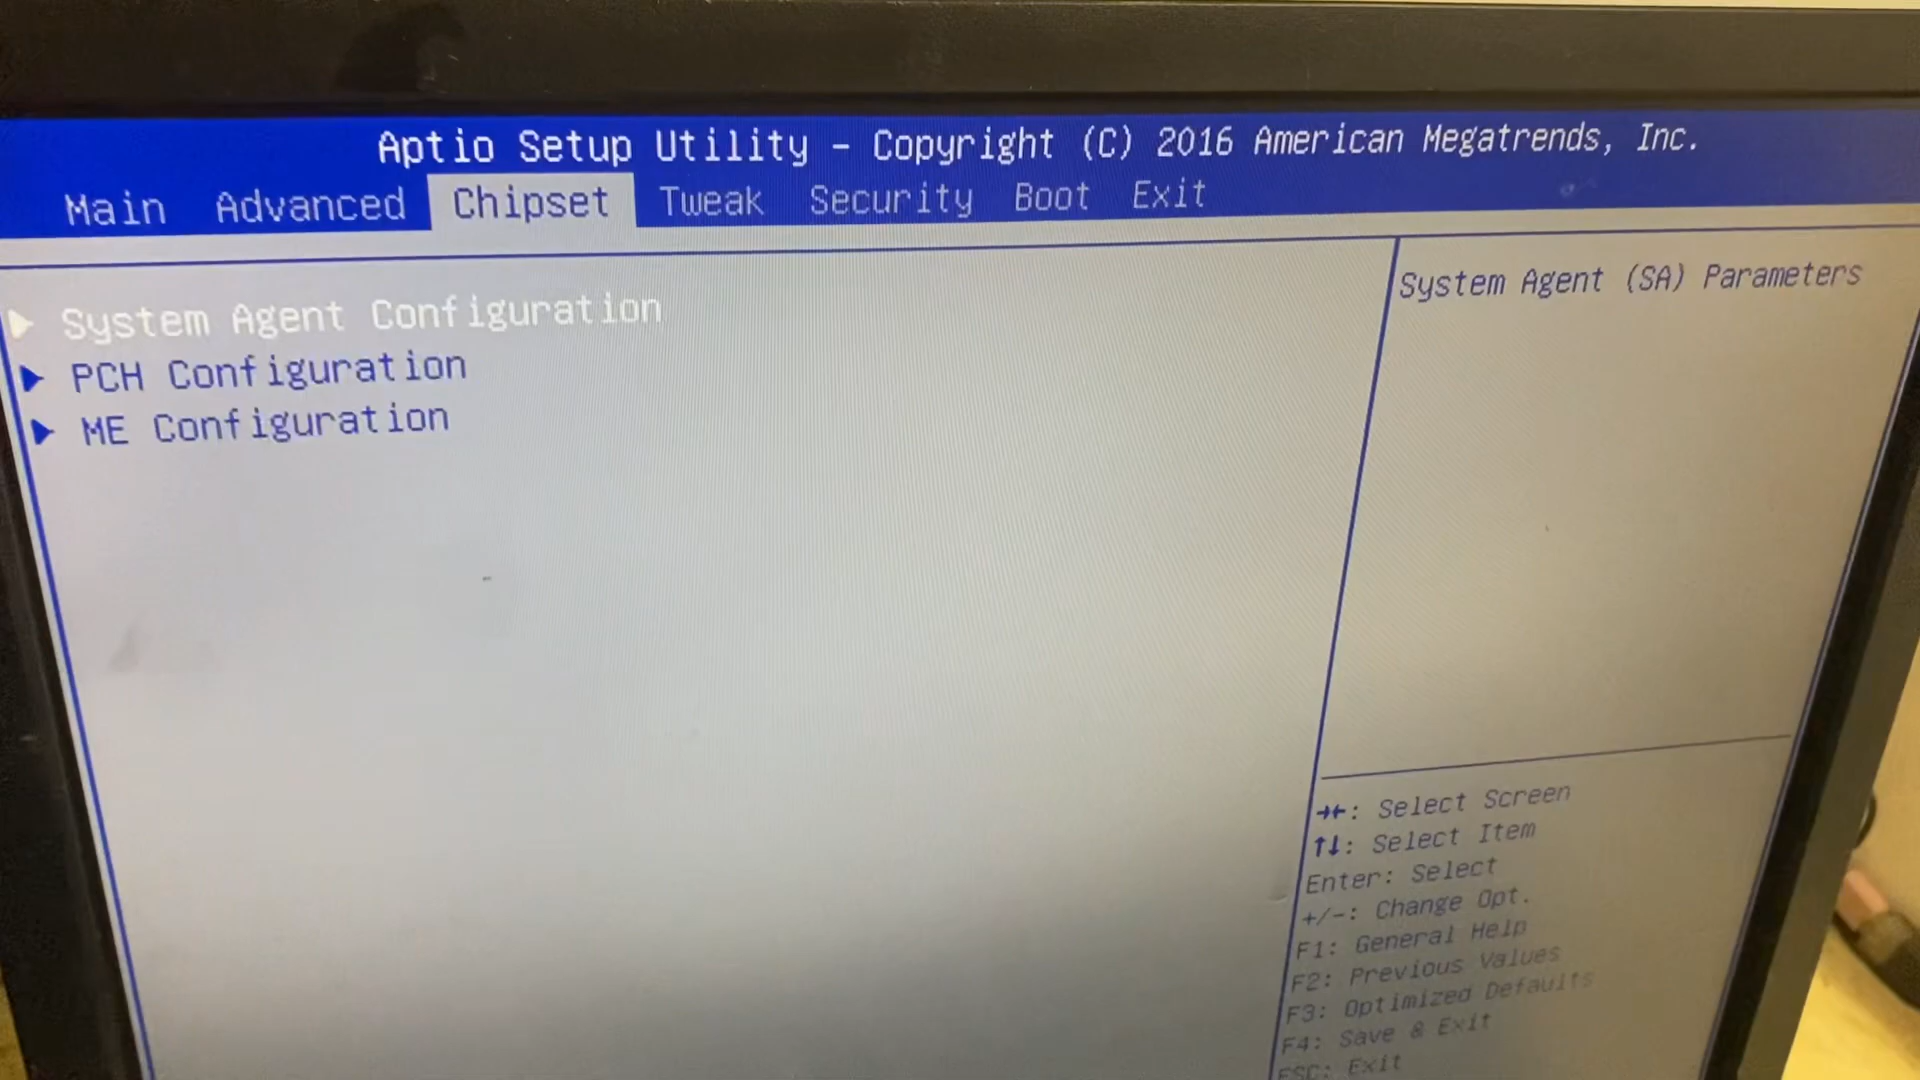 Aptio Setup Utility – Copyright (C) 2016 American Megatrends, Inc.
Main Advanced Chipset Tweak Security Boot Exit
▶ System Agent Configuration
▶ PCH Configuration
▶ ME Configuration
System Agent (SA) Parameters
→←: Select Screen
↑↓: Select Item
Enter: Select
+/-: Change Opt.
F1: General Help
F2: Previous Values
F3: Optimized Defaults
F4: Save & Exit
ESC: Exit